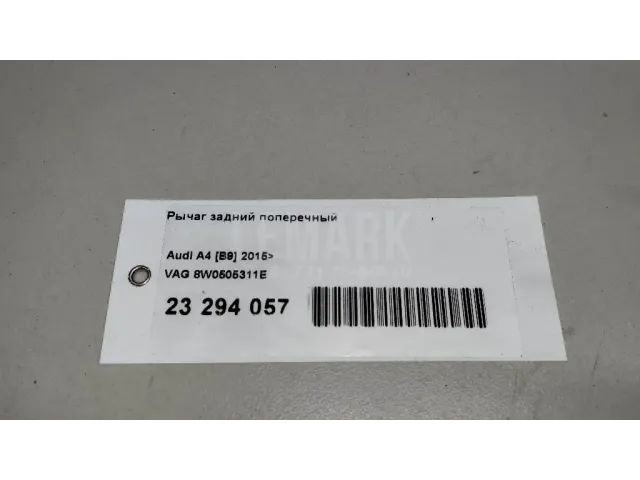 Рычаг задний поперечный
Audi A4 [B9] 2015>
VAG 8W0505311E
23 294 057